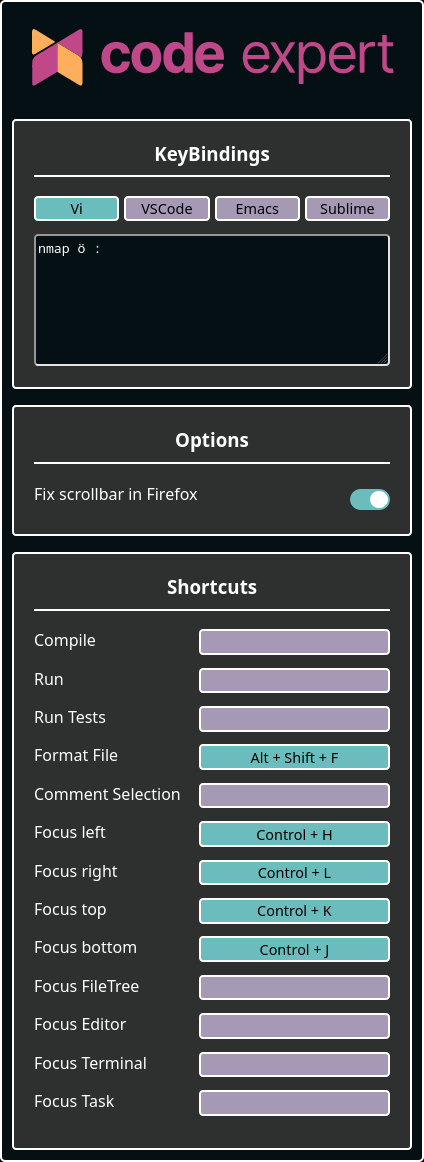 code expert
KeyBindings
Vi VSCode Emacs Sublime
nmap ö :
Options
Fix scrollbar in Firefox
Shortcuts
Compile
Run
Run Tests
Format File Alt + Shift + F
Comment Selection
Focus left Control + H
Focus right Control + L
Focus top Control + K
Focus bottom Control + J
Focus FileTree
Focus Editor
Focus Terminal
Focus Task